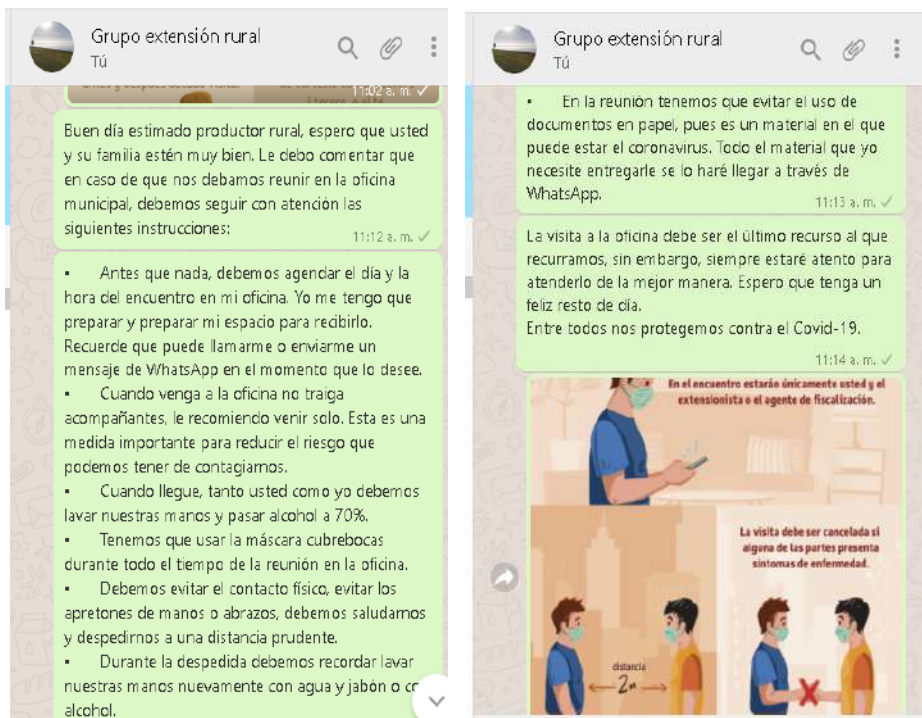 Grupo extensión rural
Tú
11:02 a. m.
Buen día estimado productor rural, espero que usted
y su familia estén muy bien. Le debo comentar que
en caso de que nos debamos reunir en la oficina
municipal, debemos seguir con atención las
siguientes instrucciones:
11:12 a. m.
▪ Antes que nada, debemos agendar el día y la
hora del encuentro en mi oficina. Yo me tengo que
preparar y preparar mi espacio para recibirlo.
Recuerde que puede llamarme o enviarme un
mensaje de WhatsApp en el momento que lo desee.
▪ Cuando venga a la oficina no traiga
acompañantes, le recomiendo venir solo. Esta es una
medida importante para reducir el riesgo que
podemos tener de contagiarnos.
▪ Cuando llegue, tanto usted como yo debemos
lavar nuestras manos y pasar alcohol a 70%.
▪ Tenemos que usar la máscara cubrebocas
durante todo el tiempo de la reunión en la oficina.
▪ Debemos evitar el contacto físico, evitar los
apretones de manos o abrazos, debemos saludarnos
y despedirnos a una distancia prudente.
▪ Durante la despedida debemos recordar lavar
nuestras manos nuevamente con agua y jabón o
alcohol.
Grupo extensión rural
Tú
▪ En la reunión tenemos que evitar el uso de
documentos en papel, pues es un material en el que
puede estar el coronavirus. Todo el material que yo
necesite entregarle se lo haré llegar a través de
WhatsApp.
11:13 a. m.
La visita a la oficina debe ser el último recurso al que
recurramos, sin embargo, siempre estaré atento para
atenderlo de la mejor manera. Espero que tenga un
feliz resto de día.
Entre todos nos protegemos contra el Covid-19.
11:14 a. m.
En el encuentro estarán únicamente usted y el
extensionista o el agente de fiscalización.
La visita debe ser cancelada si
alguna de las partes presenta
síntomas de enfermedad.
distancia
2m